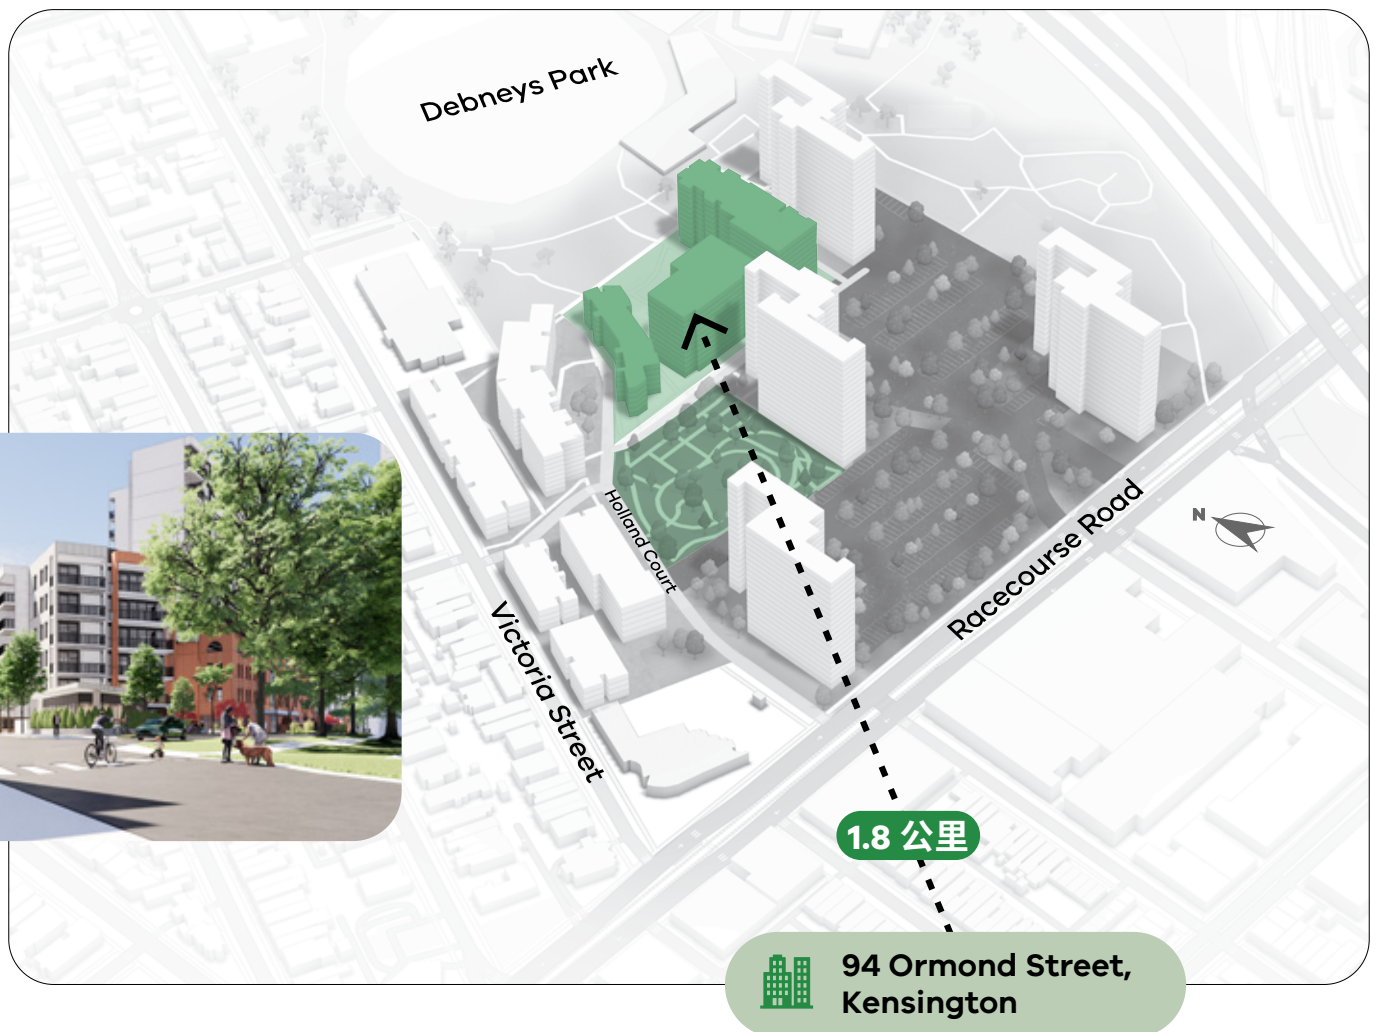 Debneys Park
Holland Court
Victoria Street
Racecourse Road
N
1.8 公里
94 Ormond Street,
Kensington